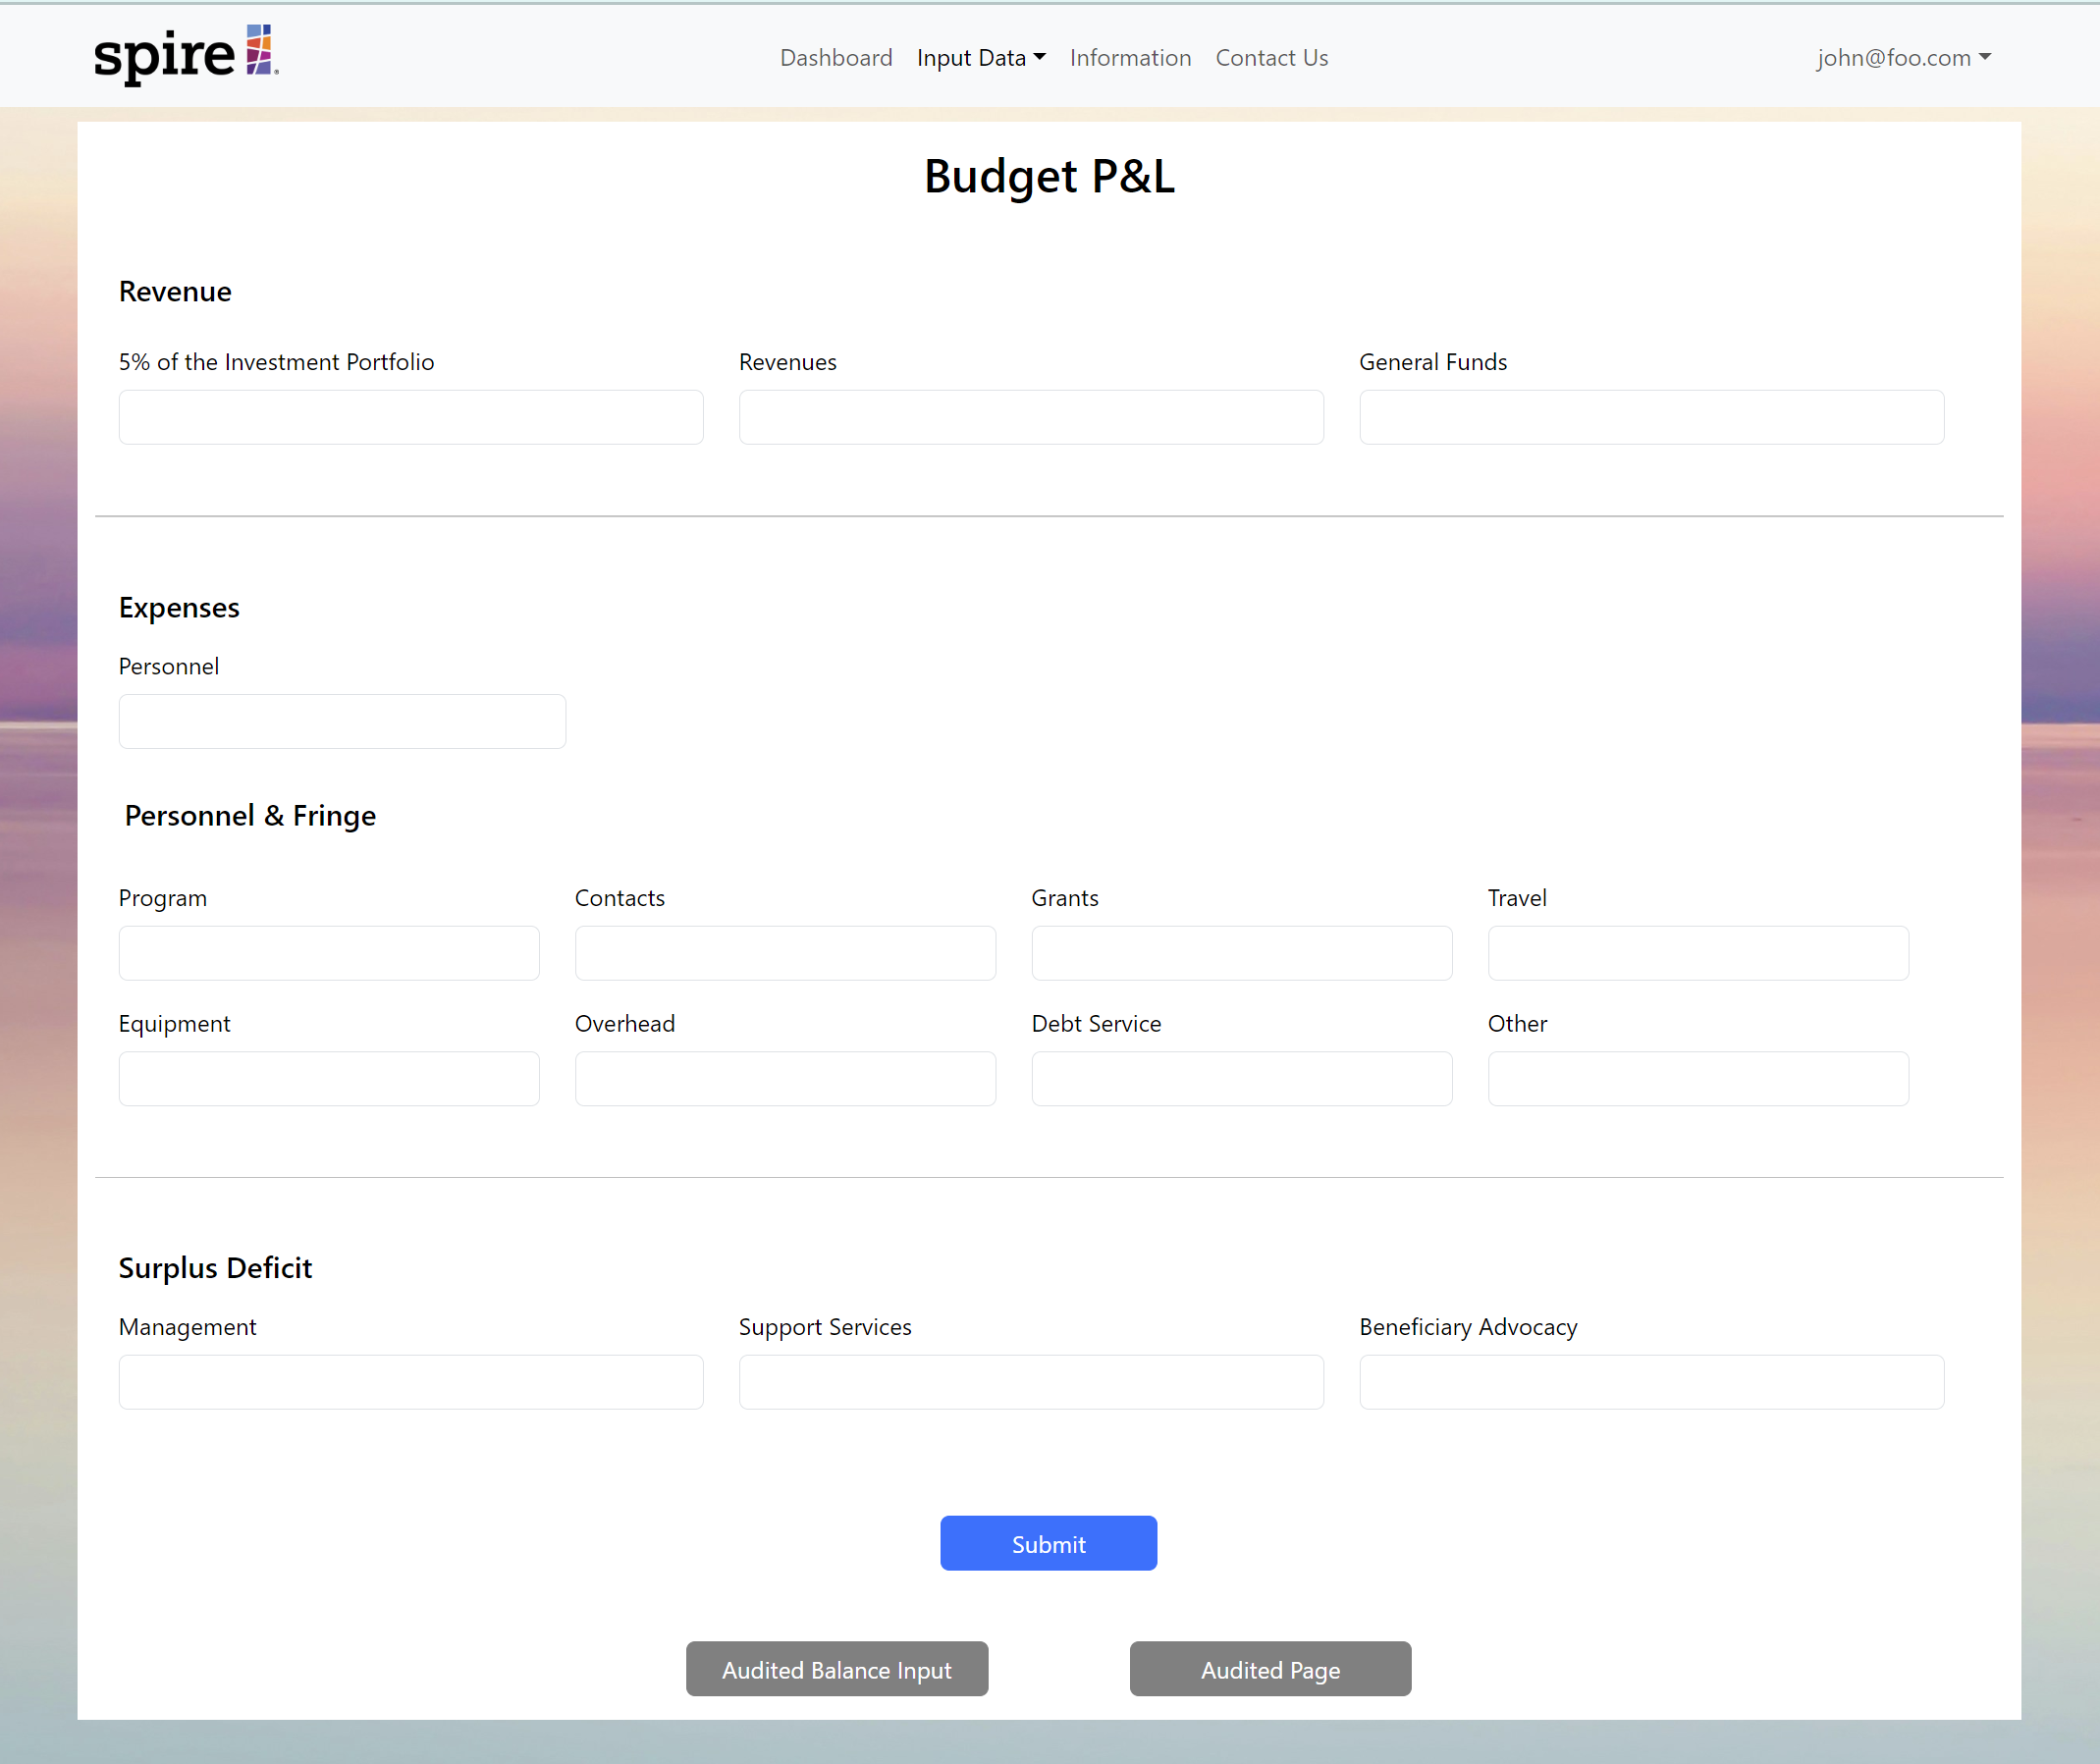 spire
Dashboard Input Data Information Contact Us john@foo.com
Budget P&L
Revenue
5% of the Investment Portfolio Revenues General Funds
Expenses
Personnel
Personnel & Fringe
Program Contacts Grants Travel
Equipment Overhead Debt Service Other
Surplus Deficit
Management Support Services Beneficiary Advocacy
Submit
Audited Balance Input Audited Page